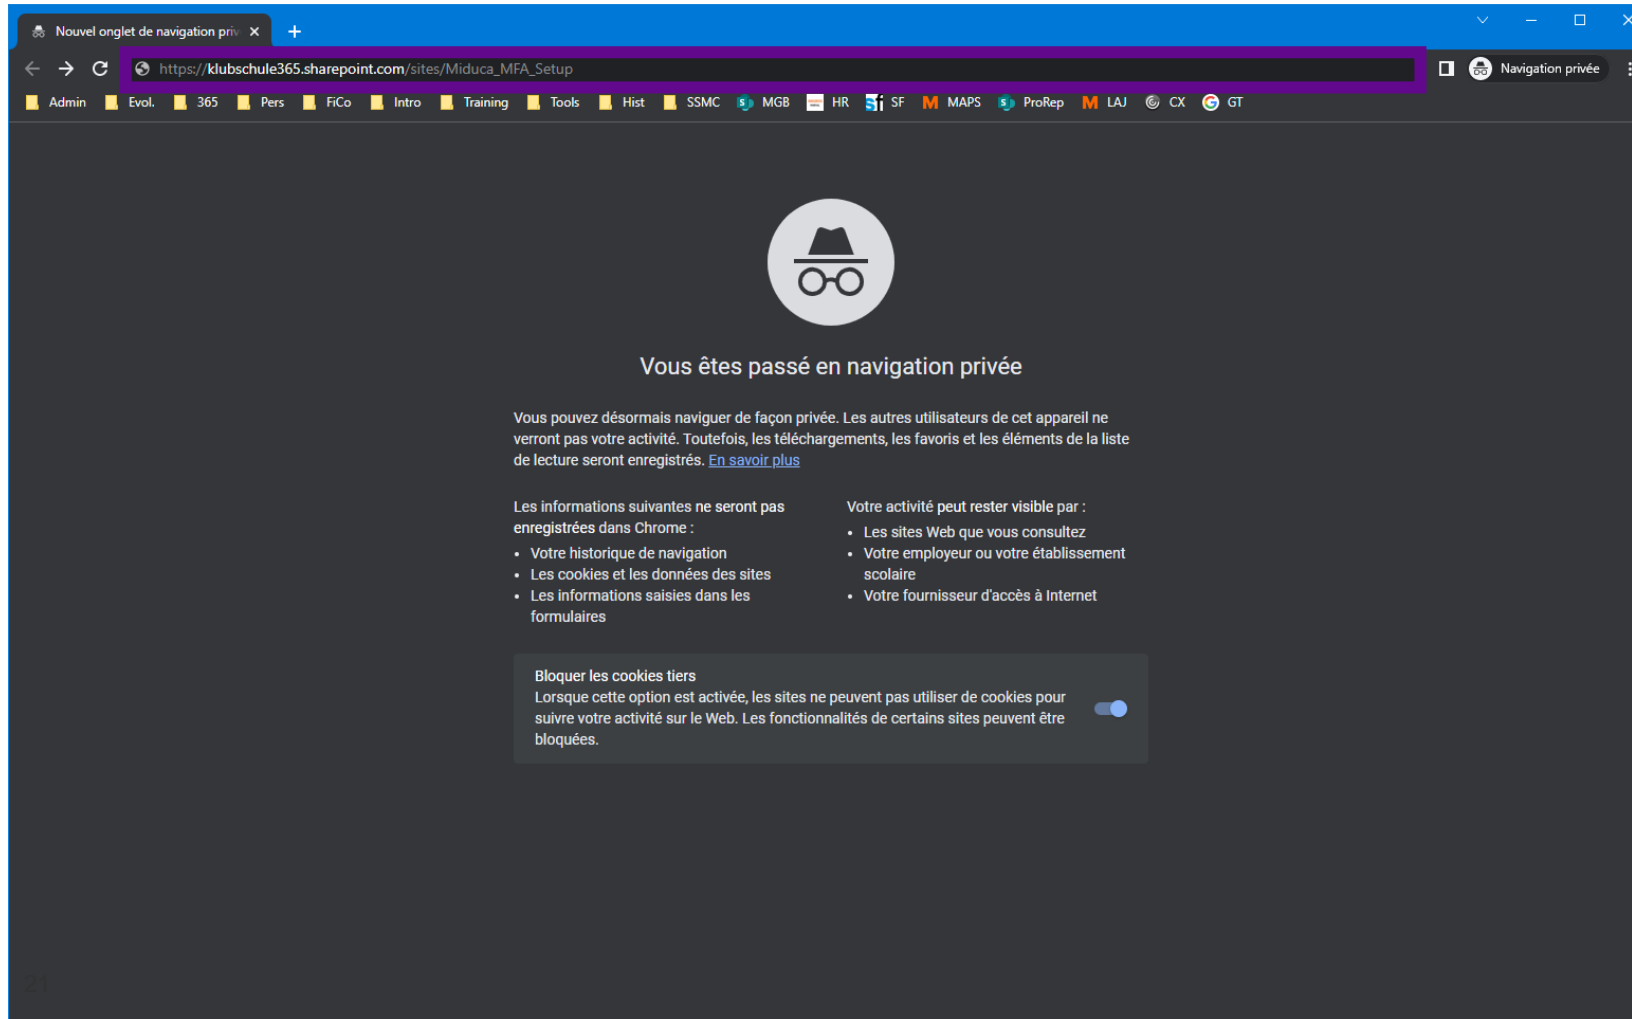 Nouvel onglet de navigation priv
https://klubschule365.sharepoint.com/sites/Miduca_MFA_Setup
Navigation privée
Admin Evol. 365 Pers FiCo Intro Training Tools Hist SSMC MGB HR SF MAPS ProRep LAJ CX GT
Vous êtes passé en navigation privée
Vous pouvez désormais naviguer de façon privée. Les autres utilisateurs de cet appareil ne
verront pas votre activité. Toutefois, les téléchargements, les favoris et les éléments de la liste
de lecture seront enregistrés. En savoir plus
Les informations suivantes ne seront pas
enregistrées dans Chrome :
• Votre historique de navigation
• Les cookies et les données des sites
• Les informations saisies dans les
formulaires
Votre activité peut rester visible par :
• Les sites Web que vous consultez
• Votre employeur ou votre établissement
scolaire
• Votre fournisseur d'accès à Internet
Bloquer les cookies tiers
Lorsque cette option est activée, les sites ne peuvent pas utiliser de cookies pour
suivre votre activité sur le Web. Les fonctionnalités de certains sites peuvent être
bloquées.
21